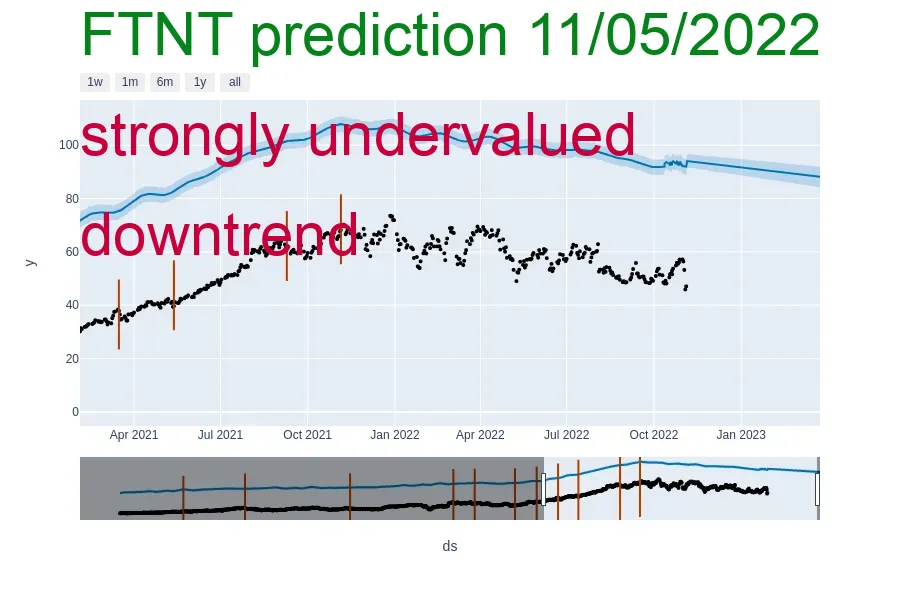 FTNT prediction 11/05/2022
1w 1m 6m 1y all
strongly undervalued
downtrend
100
80
60
40
20
0
y
Apr 2021 Jul 2021 Oct 2021 Jan 2022 Apr 2022 Jul 2022 Oct 2022 Jan 2023
ds